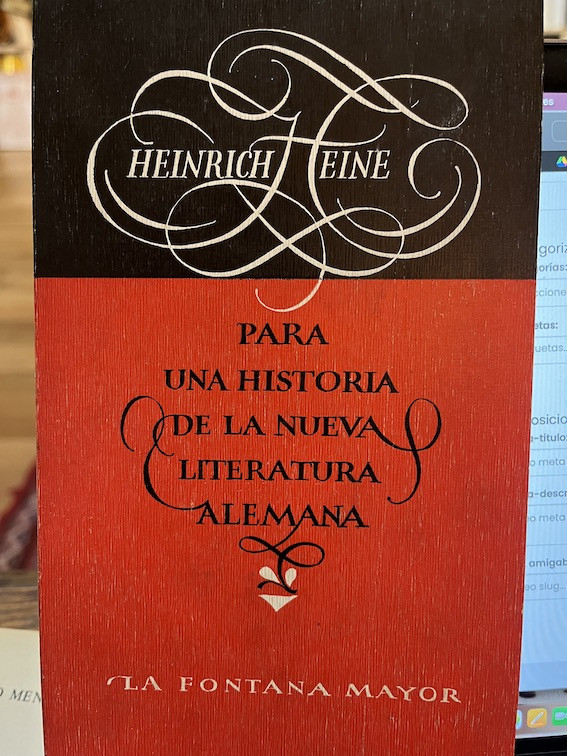 HEINRICH HEINE
PARA
UNA HISTORIA
DE LA NUEVA
LITERATURA
ALEMANA
LA FONTANA MAYOR